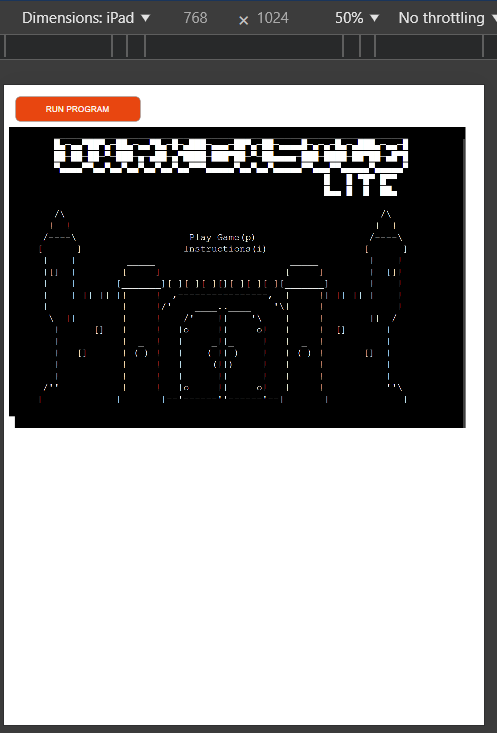 Dimensions: iPad ▼ 768 × 1024 50% ▼ No throttling
RUN PROGRAM
LITE
Play Game(p)
Instructions(i)